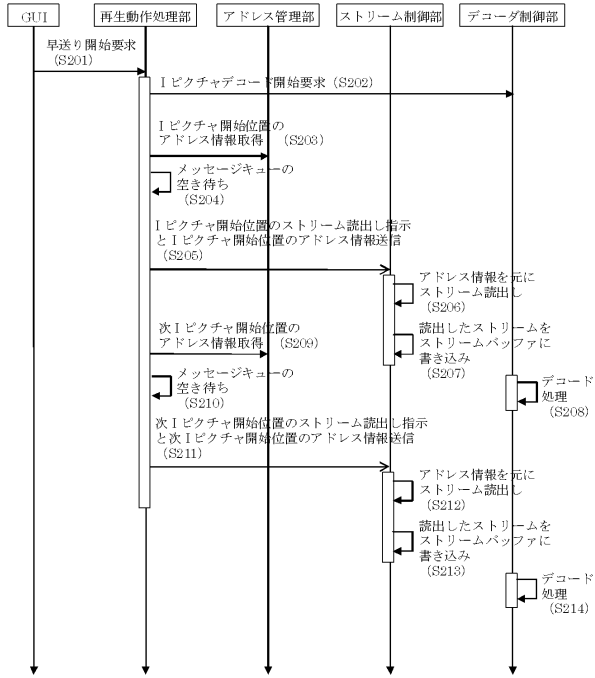 GUI
再生動作処理部
アドレス管理部
ストリーム制御部
デコーダ制御部
早送り開始要求
(S201)
Ｉピクチャデコード開始要求（S202）
Ｉピクチャ開始位置の
アドレス情報取得 （S203）
メッセージキューの
空き待ち
（S204）
Ｉピクチャ開始位置のストリーム読出し指示
とＩピクチャ開始位置のアドレス情報送信
（S205）
アドレス情報を元に
ストリーム読出し
（S206）
次Ｉピクチャ開始位置の
アドレス情報取得 （S209）
読出したストリームを
ストリームバッファに
書き込み
（S207）
メッセージキューの
空き待ち
（S210）
デコード
処理
（S208）
次Ｉピクチャ開始位置のストリーム読出し指示
と次Ｉピクチャ開始位置のアドレス情報送信
（S211）
アドレス情報を元に
ストリーム読出し
（S212）
読出したストリームを
ストリームバッファに
書き込み
（S213）
デコード
処理
（S214）